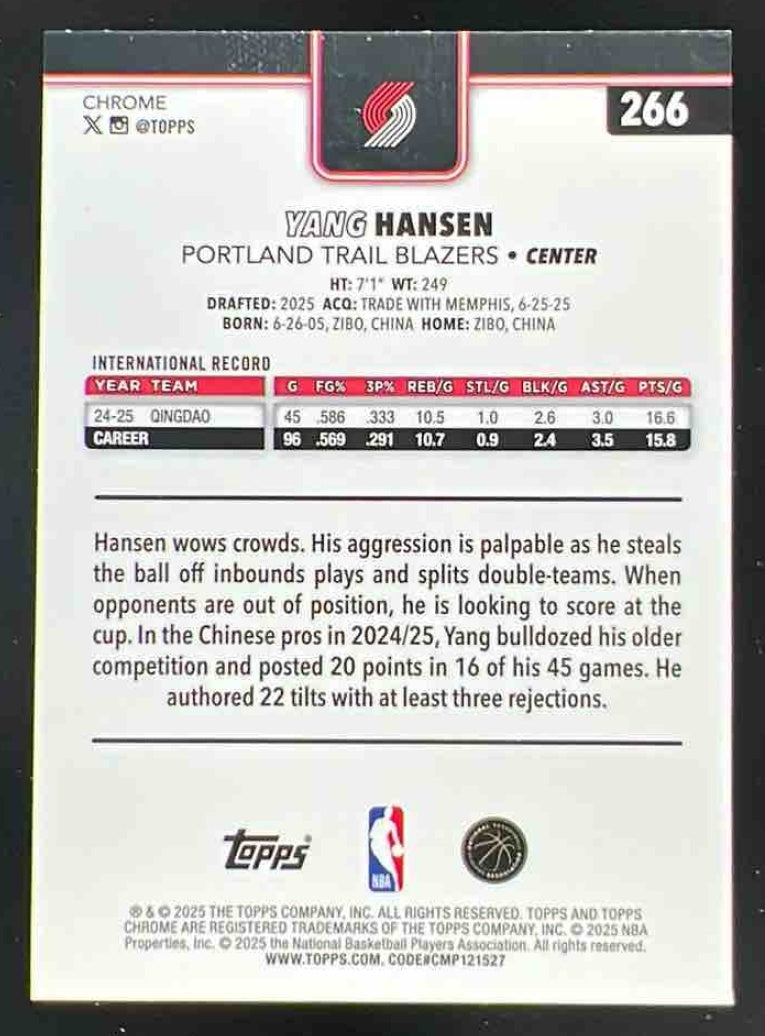 CHROME
@TOPPS
266
YANG HANSEN
PORTLAND TRAIL BLAZERS • CENTER
HT: 7'1" WT: 249
DRAFTED: 2025 ACQ: TRADE WITH MEMPHIS, 6-25-25
BORN: 6-26-05, ZIBO, CHINA HOME: ZIBO, CHINA
INTERNATIONAL RECORD
YEAR TEAM G FG% 3P% REB/G STL/G BLK/G AST/G PTS/G
24-25 QINGDAO 45 .586 .333 10.5 1.0 2.6 3.0 16.6
CAREER 96 .569 .291 10.7 0.9 2.4 3.5 15.8
Hansen wows crowds. His aggression is palpable as he steals
the ball off inbounds plays and splits double-teams. When
opponents are out of position, he is looking to score at the
cup. In the Chinese pros in 2024/25, Yang bulldozed his older
competition and posted 20 points in 16 of his 45 games. He
authored 22 tilts with at least three rejections.
Topps®
NBA
® & © 2025 THE TOPPS COMPANY, INC. ALL RIGHTS RESERVED. TOPPS AND TOPPS
CHROME ARE REGISTERED TRADEMARKS OF THE TOPPS COMPANY, INC. © 2025 NBA
Properties, Inc. © 2025 the National Basketball Players Association. All rights reserved.
WWW.TOPPS.COM. CODE#CMP121527